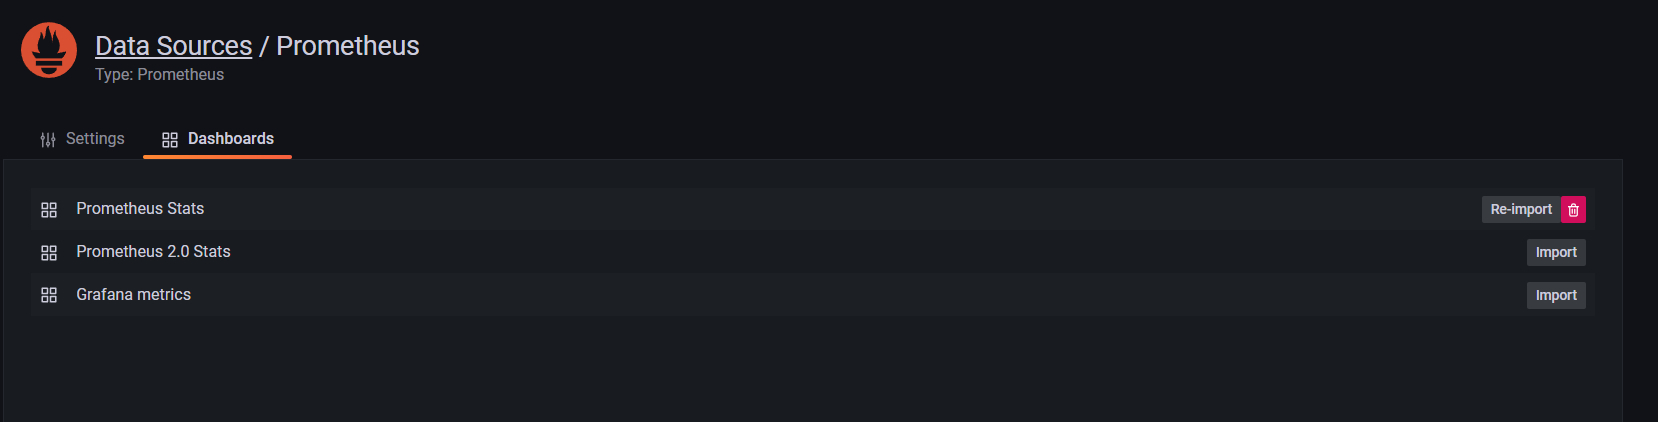 Data Sources / Prometheus
Type: Prometheus
Settings Dashboards
Prometheus Stats Re-import
Prometheus 2.0 Stats Import
Grafana metrics Import